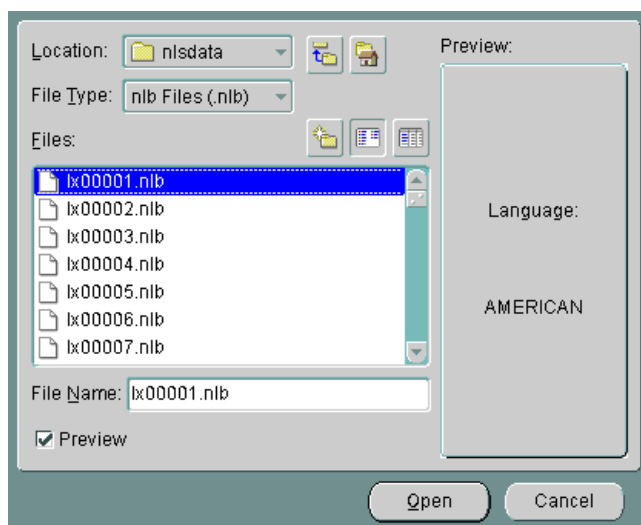 Location: nlsdata
File Type: nlb Files (.nlb)
Files:
lx00001.nlb
lx00002.nlb
lx00003.nlb
lx00004.nlb
lx00005.nlb
lx00006.nlb
lx00007.nlb
File Name: lx00001.nlb
Preview
Preview:
Language:
AMERICAN
Open Cancel